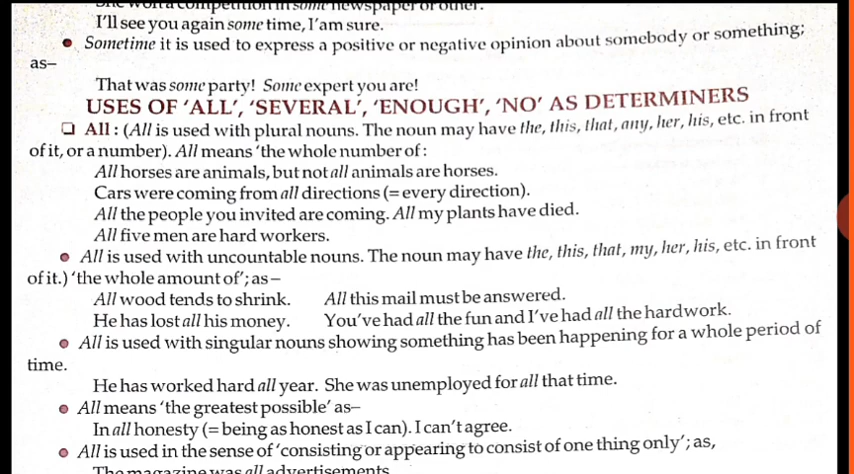 She won a competition in some newspaper or other.
I'll see you again some time, I'am sure.
• Sometime it is used to express a positive or negative opinion about somebody or something;
as–
That was some party! Some expert you are!
USES OF 'ALL', 'SEVERAL', 'ENOUGH', 'NO' AS DETERMINERS
❑ All : (All is used with plural nouns. The noun may have the, this, that, any, her, his, etc. in front
of it, or a number). All means 'the whole number of :
All horses are animals, but not all animals are horses.
Cars were coming from all directions (= every direction).
All the people you invited are coming. All my plants have died.
All five men are hard workers.
• All is used with uncountable nouns. The noun may have the, this, that, my, her, his, etc. in front
of it.) 'the whole amount of'; as –
All wood tends to shrink. All this mail must be answered.
He has lost all his money. You've had all the fun and I've had all the hardwork.
• All is used with singular nouns showing something has been happening for a whole period of
time.
He has worked hard all year. She was unemployed for all that time.
• All means 'the greatest possible' as–
In all honesty (= being as honest as I can). I can't agree.
• All is used in the sense of 'consisting or appearing to consist of one thing only'; as,
The magazine was all advertisements